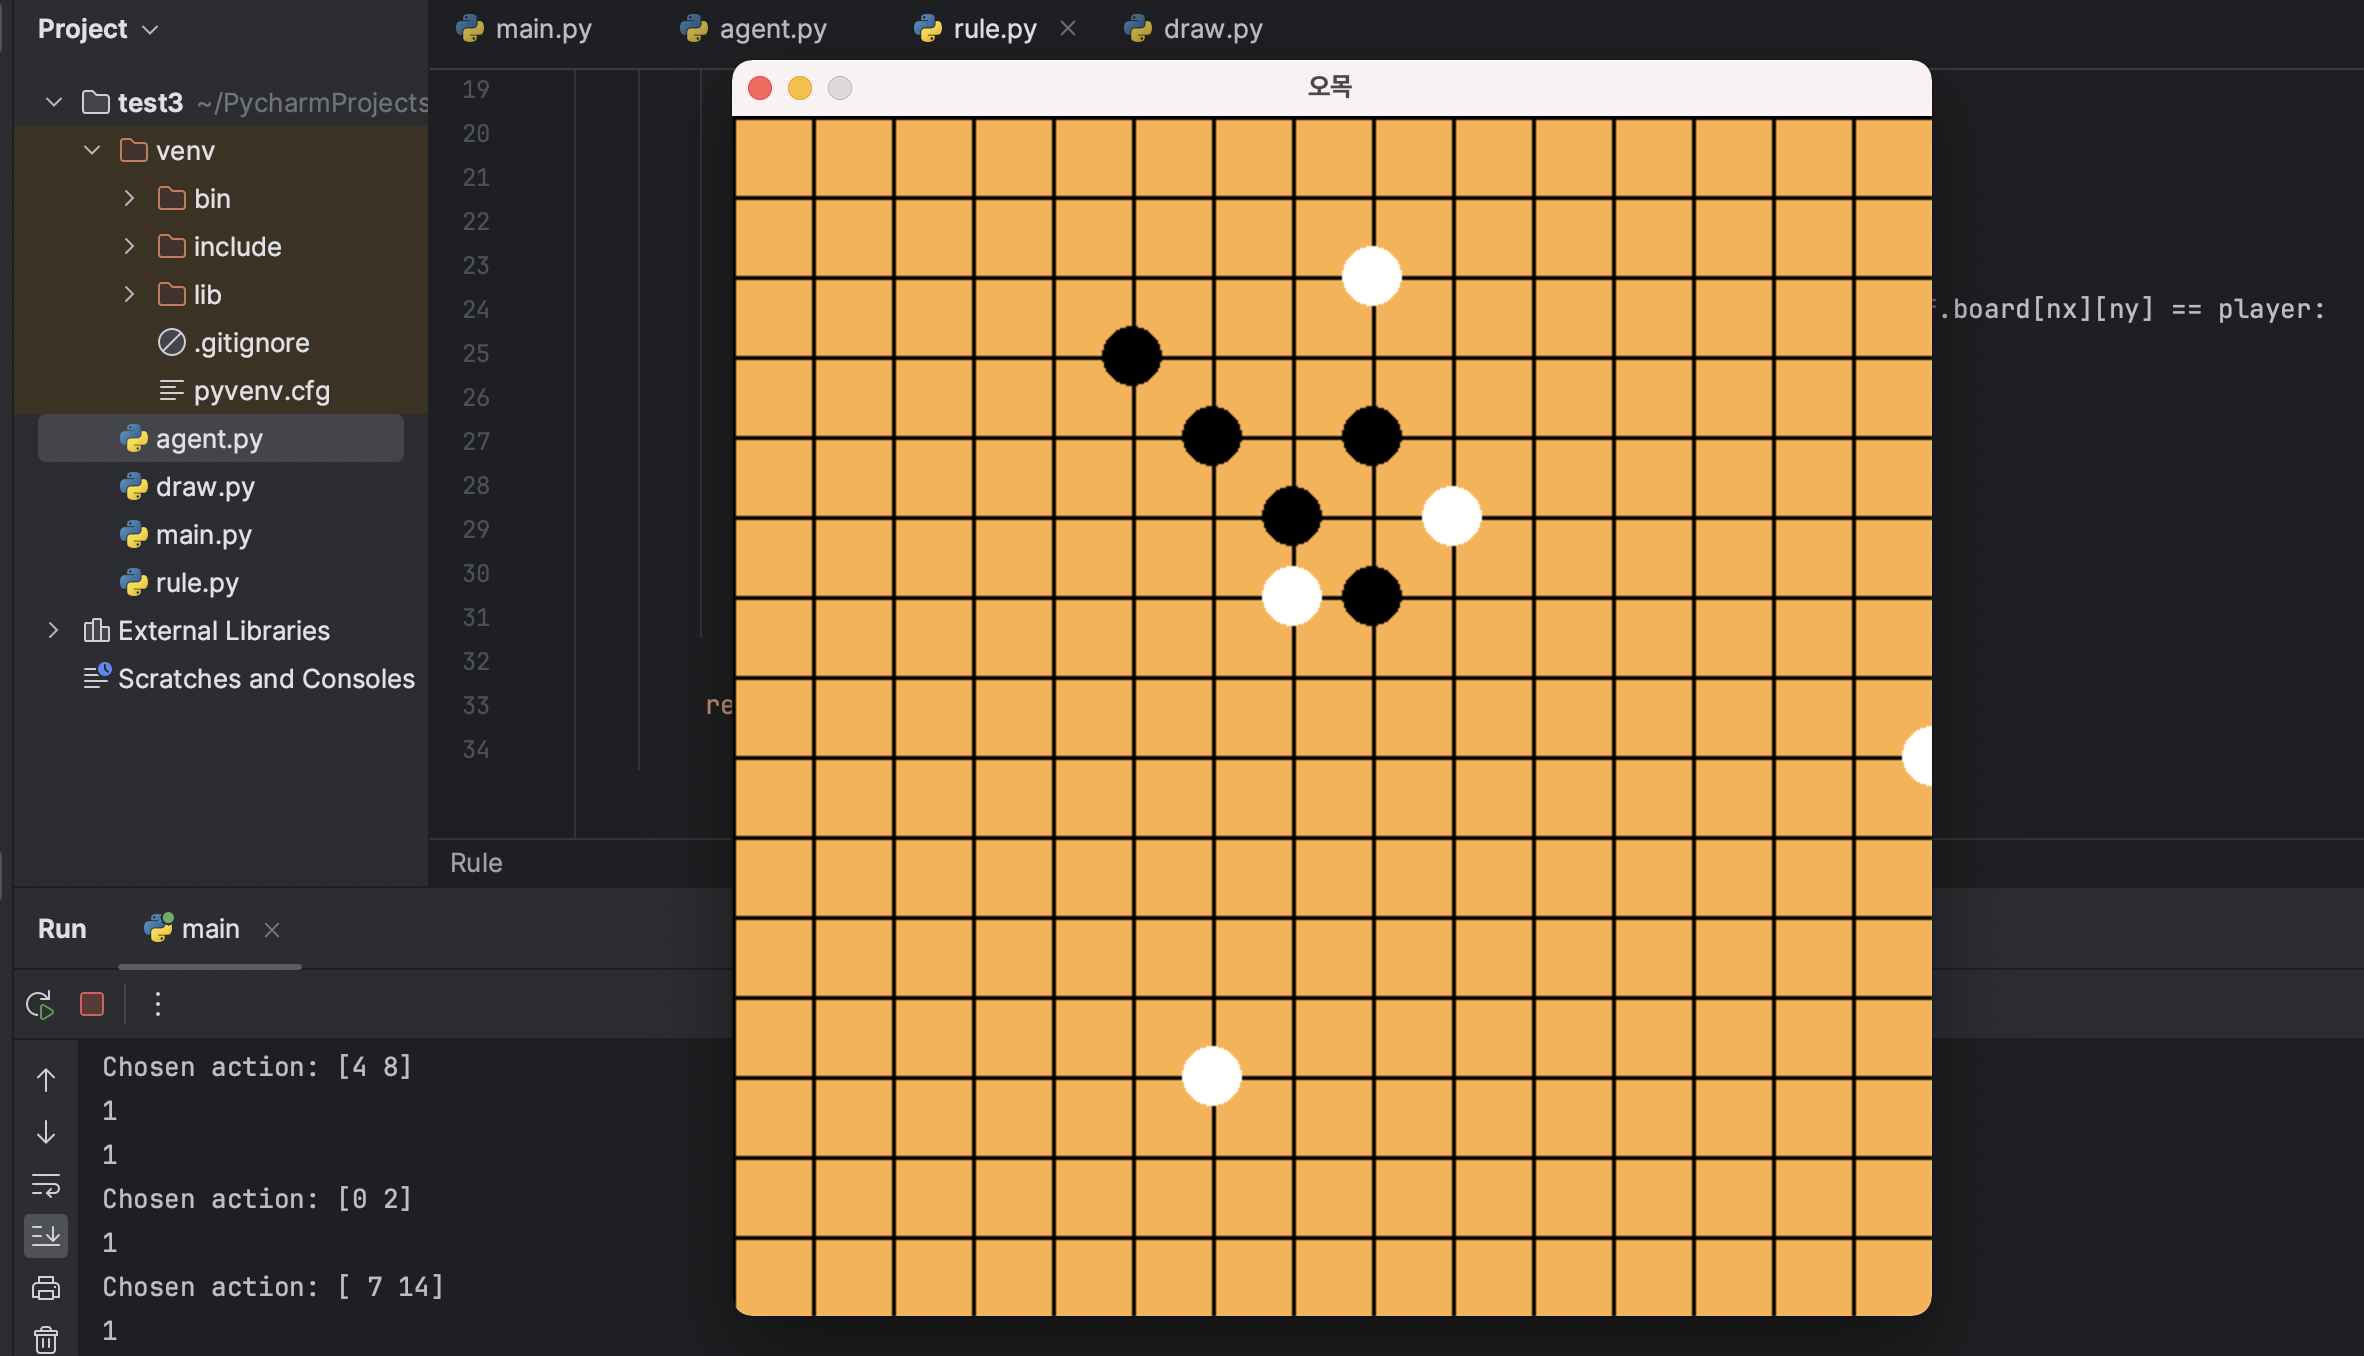 Project
main.py
agent.py
rule.py
draw.py
test3 ~/PycharmProjects
venv
bin
include
lib
.gitignore
pyvenv.cfg
agent.py
draw.py
main.py
rule.py
External Libraries
Scratches and Consoles
19
20
21
22
23
24
.board[nx][ny] == player:
25
26
27
28
29
30
31
32
33
re
34
Rule
오목
Run
main
Chosen action: [4 8]
1
1
Chosen action: [0 2]
1
Chosen action: [ 7 14]
1